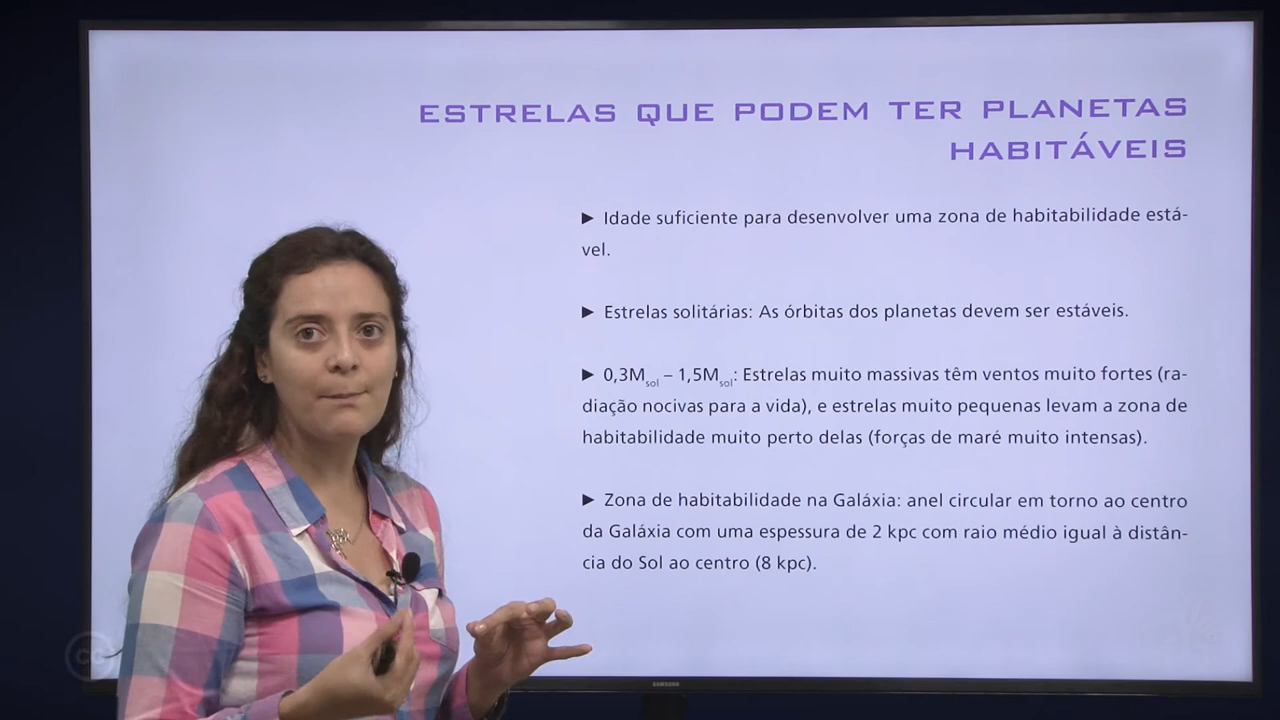 ESTRELAS QUE PODEM TER PLANETAS
HABITÁVEIS
► Idade suficiente para desenvolver uma zona de habitabilidade está-
vel.
► Estrelas solitárias: As órbitas dos planetas devem ser estáveis.
► 0,3Msol – 1,5Msol: Estrelas muito massivas têm ventos muito fortes (ra-
diação nocivas para a vida), e estrelas muito pequenas levam a zona de
habitabilidade muito perto delas (forças de maré muito intensas).
► Zona de habitabilidade na Galáxia: anel circular em torno ao centro
da Galáxia com uma espessura de 2 kpc com raio médio igual à distân-
cia do Sol ao centro (8 kpc).
cc
SAMSUNG